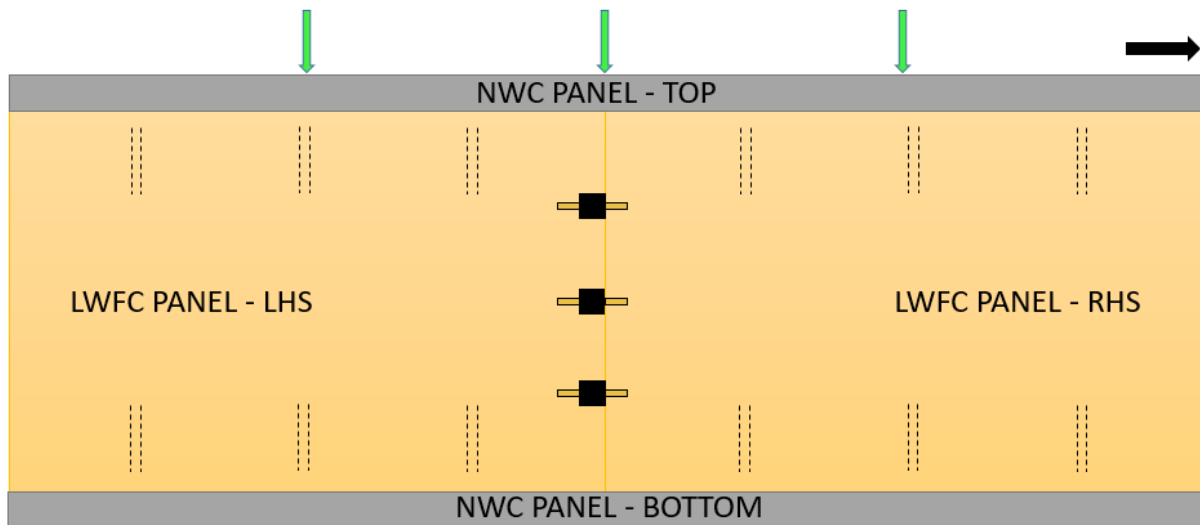 NWC PANEL - TOP
LWFC PANEL - LHS
LWFC PANEL - RHS
NWC PANEL - BOTTOM